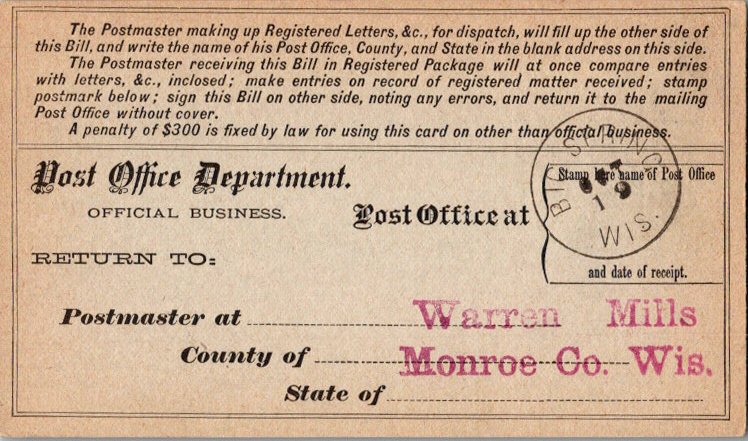 The Postmaster making up Registered Letters, &c., for dispatch, will fill up the other side of
this Bill, and write the name of his Post Office, County, and State in the blank address on this side.
The Postmaster receiving this Bill in Registered Package will at once compare entries
with letters, &c., inclosed; make entries on record of registered matter received; stamp
postmark below; sign this Bill on other side, noting any errors, and return it to the mailing
Post Office without cover.
A penalty of $300 is fixed by law for using this card on other than official business.
Post Office Department.
OFFICIAL BUSINESS.
Post Office at
Stamp here name of Post Office
and date of receipt.
BIG SPRING
OCT
19
WIS.
RETURN TO:
Postmaster at Warren Mills
County of Monroe Co. Wis.
State of